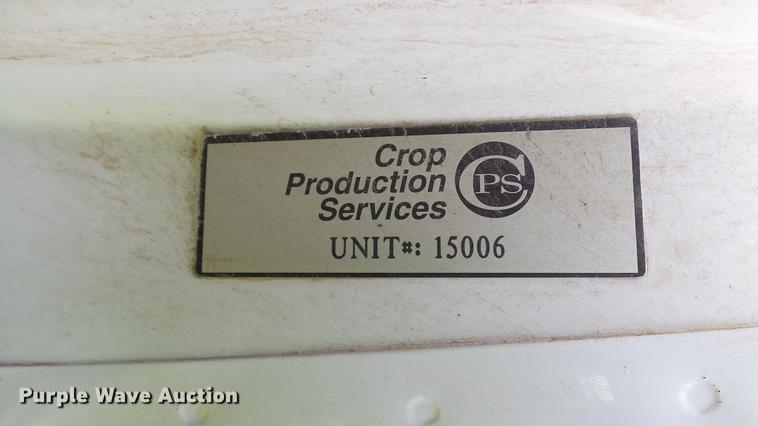 Crop
Production
Services
CPS
UNIT#: 15006
Purple Wave Auction